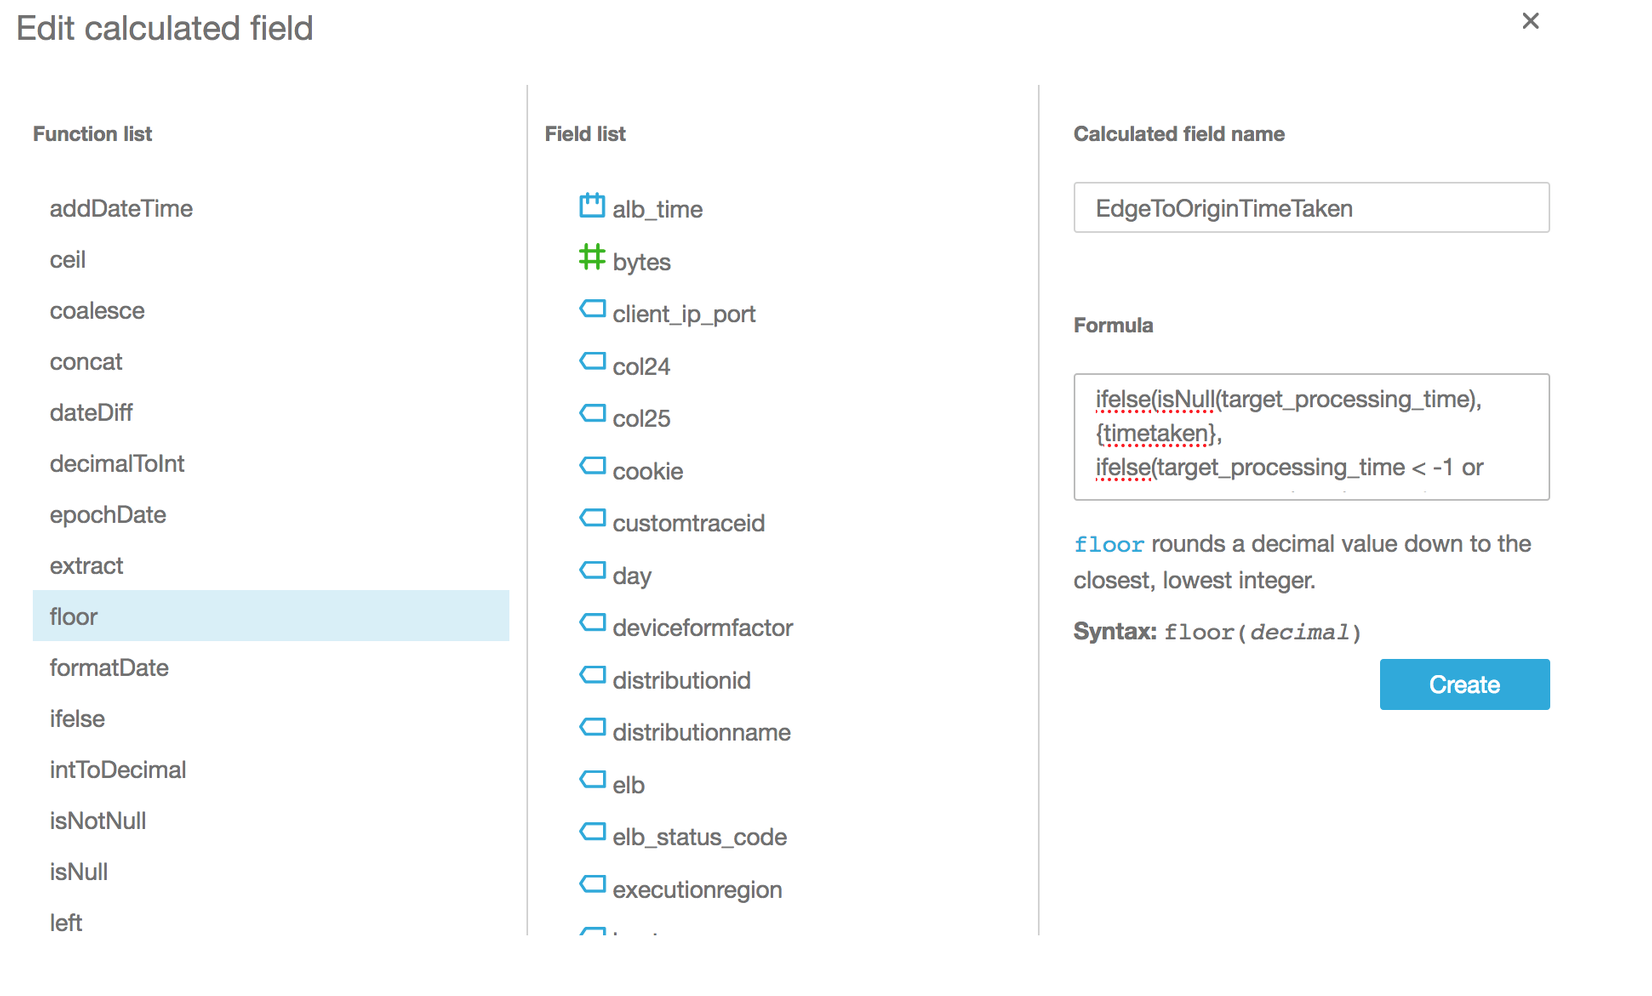 Edit calculated field
Function list
addDateTime
ceil
coalesce
concat
dateDiff
decimalToInt
epochDate
extract
floor
formatDate
ifelse
intToDecimal
isNotNull
isNull
left
Field list
alb_time
bytes
client_ip_port
col24
col25
cookie
customtraceid
day
deviceformfactor
distributionid
distributionname
elb
elb_status_code
executionregion
Calculated field name
EdgeToOriginTimeTaken
Formula
ifelse(isNull(target_processing_time),
{timetaken},
ifelse(target_processing_time < -1 or
floor rounds a decimal value down to the
closest, lowest integer.
Syntax: floor(decimal)
Create